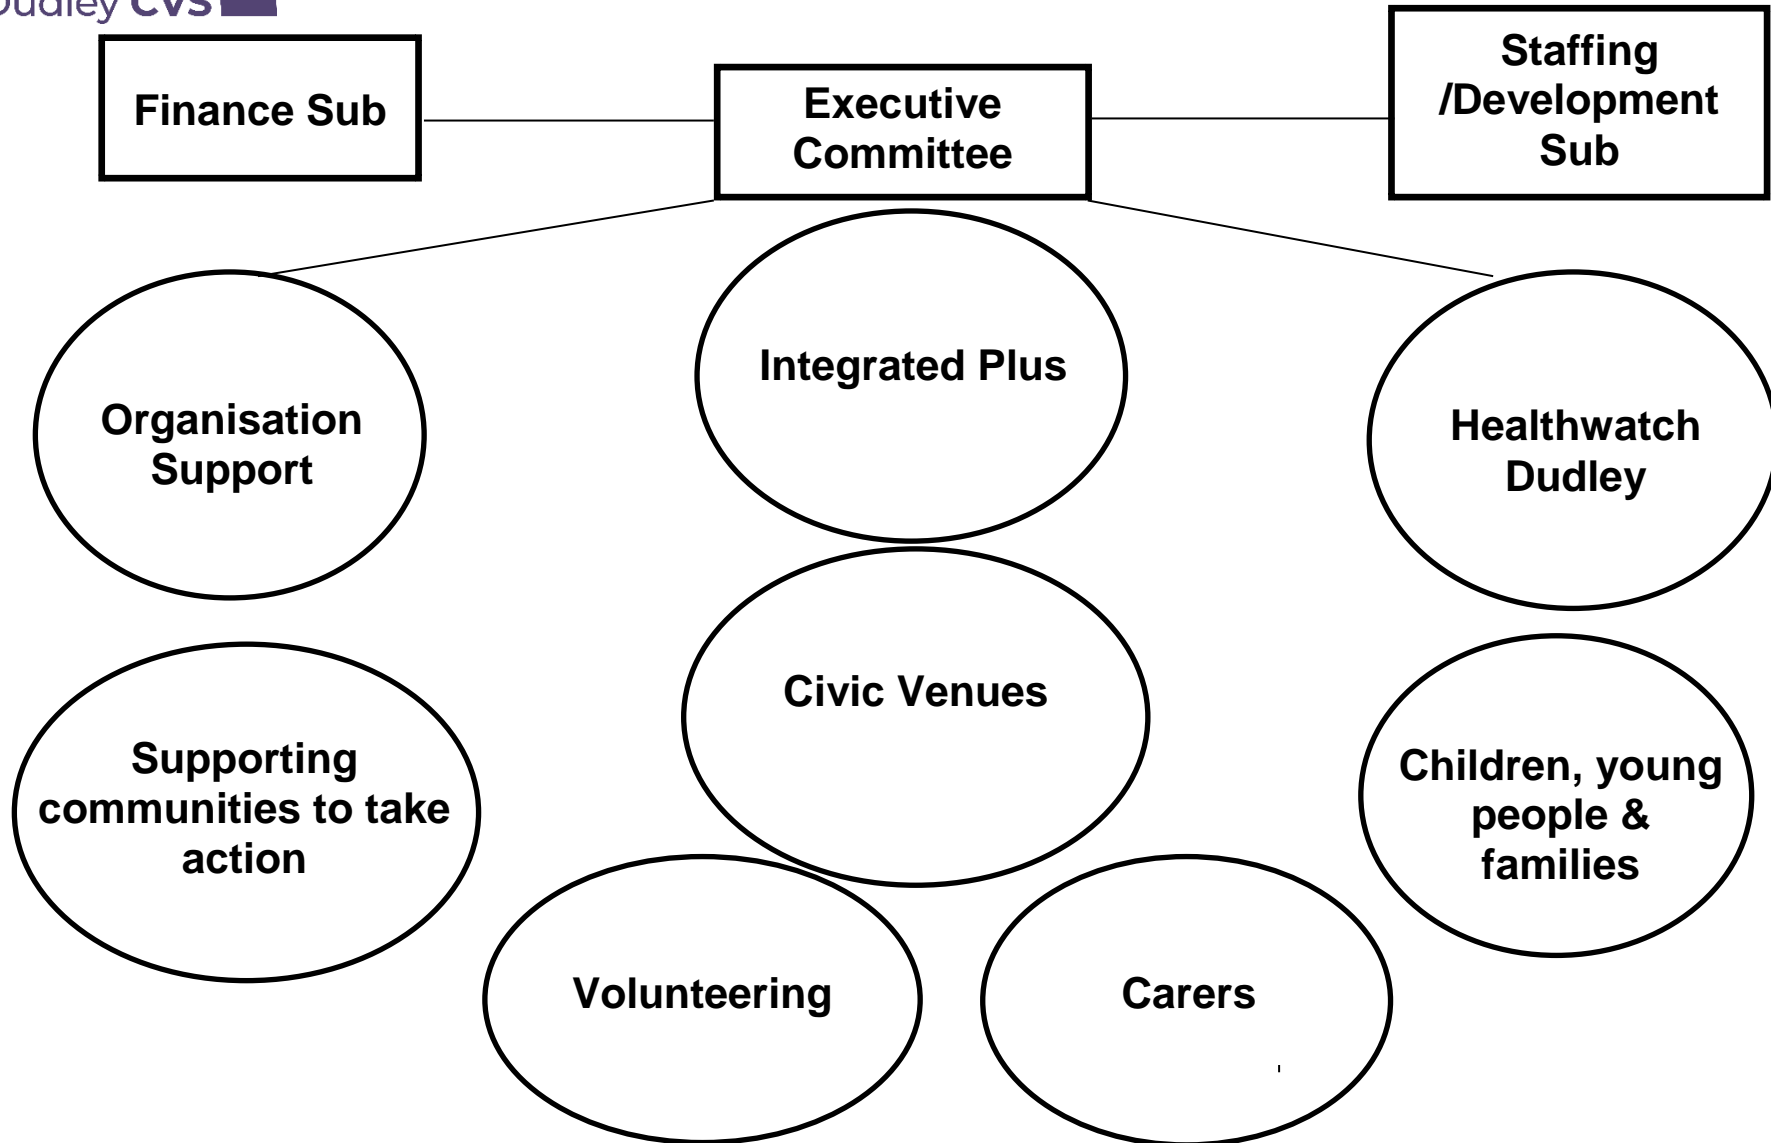 Dudley CVS
Finance Sub
Executive
Committee
Staffing
/Development
Sub
Organisation
Support
Integrated Plus
Healthwatch
Dudley
Supporting
communities to take
action
Civic Venues
Children, young
people &
families
Volunteering
Carers